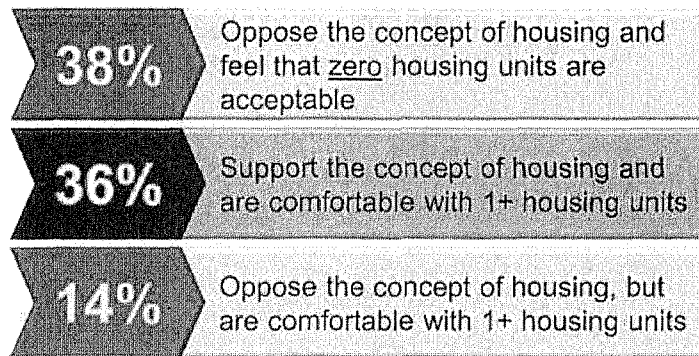 38%
Oppose the concept of housing and
feel that zero housing units are
acceptable
36%
Support the concept of housing and
are comfortable with 1+ housing units
14%
Oppose the concept of housing, but
are comfortable with 1+ housing units